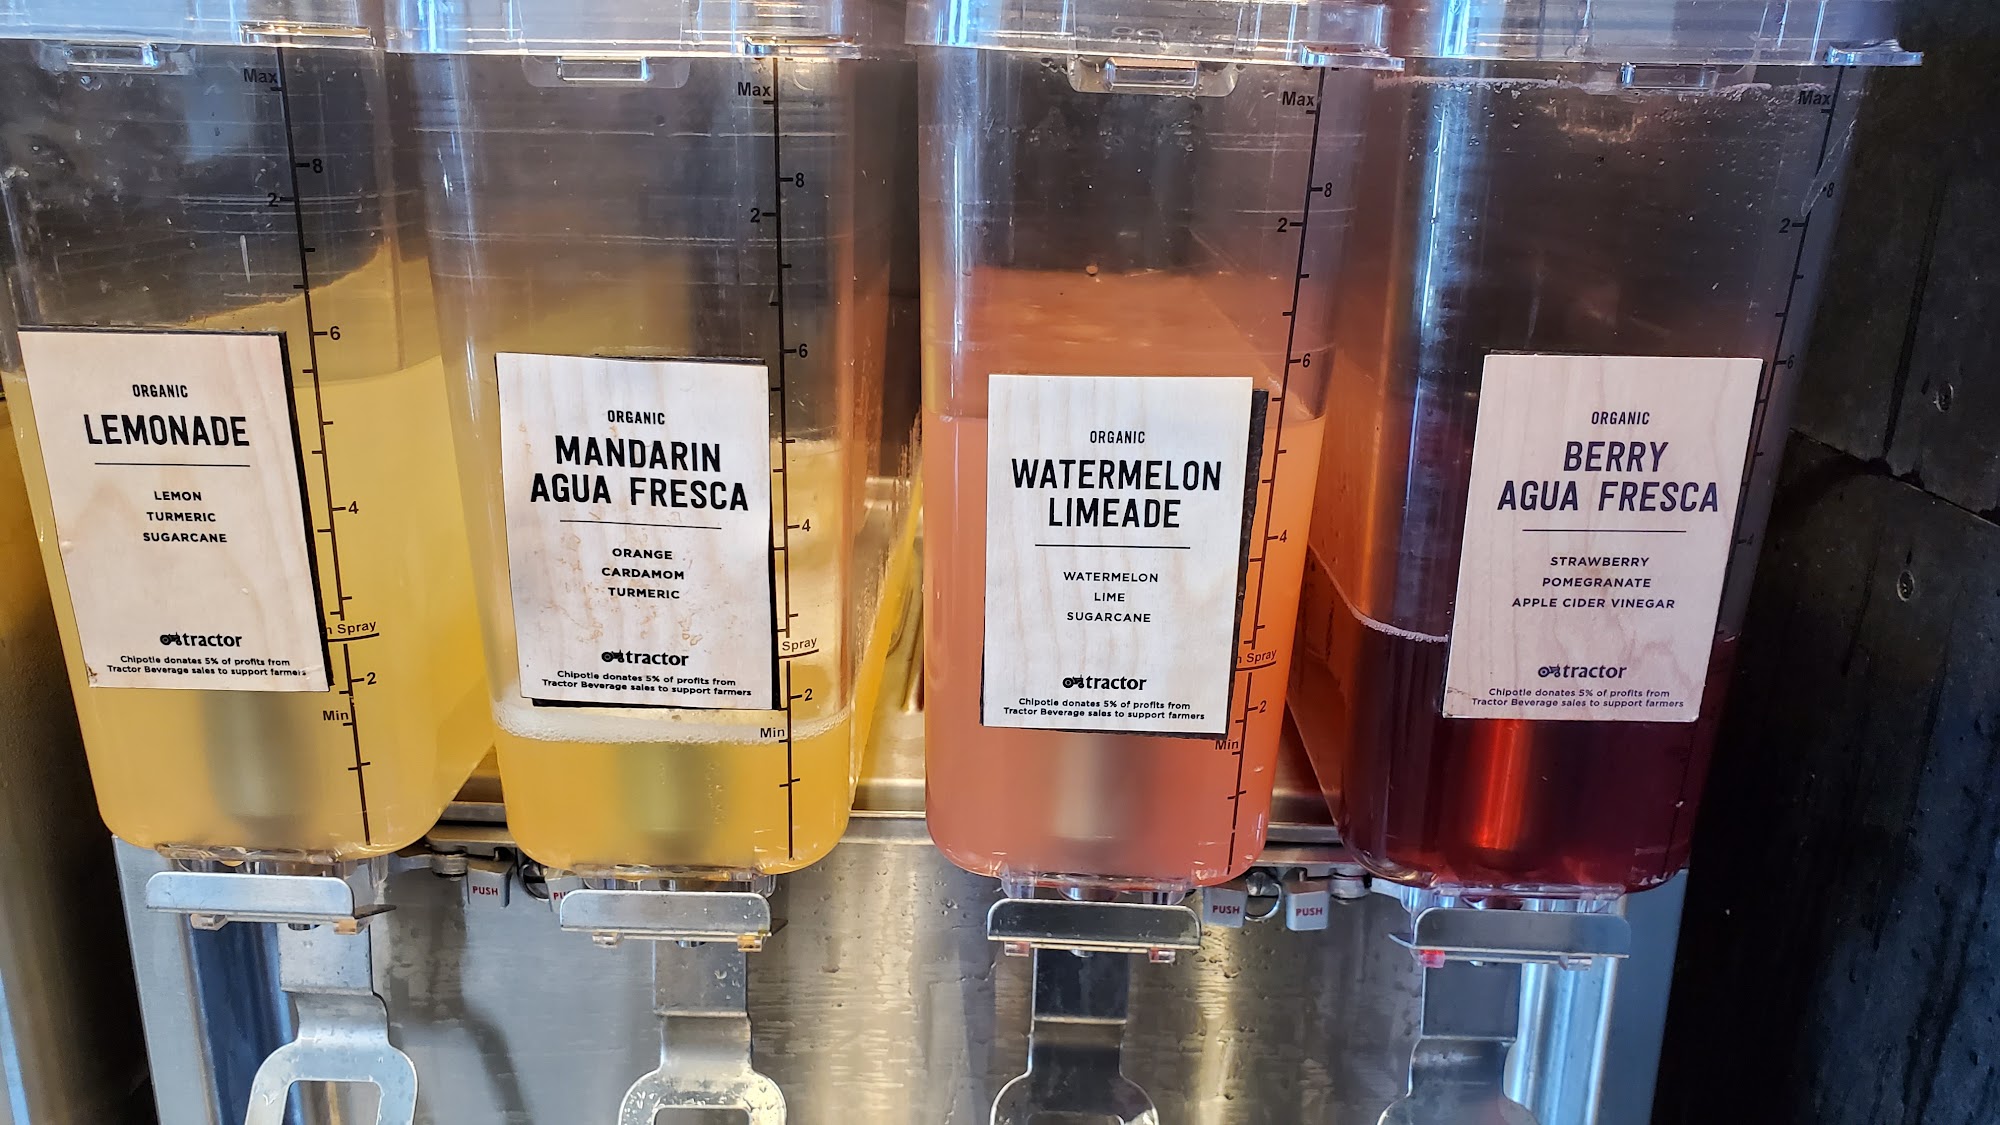 Max
8
2
6
4
n Spray
2
Min
ORGANIC
LEMONADE
LEMON
TURMERIC
SUGARCANE
tractor
Chipotle donates 5% of profits from
Tractor Beverage sales to support farmers
Max
8
2
6
4
Spray
2
Min
ORGANIC
MANDARIN
AGUA FRESCA
ORANGE
CARDAMOM
TURMERIC
tractor
Chipotle donates 5% of profits from
Tractor Beverage sales to support farmers
Max
8
2
6
4
n Spray
2
Min
ORGANIC
WATERMELON
LIMEADE
WATERMELON
LIME
SUGARCANE
tractor
Chipotle donates 5% of profits from
Tractor Beverage sales to support farmers
Max
8
2
6
4
ORGANIC
BERRY
AGUA FRESCA
STRAWBERRY
POMEGRANATE
APPLE CIDER VINEGAR
tractor
Chipotle donates 5% of profits from
Tractor Beverage sales to support farmers
PUSH
PU
PUSH
PUSH